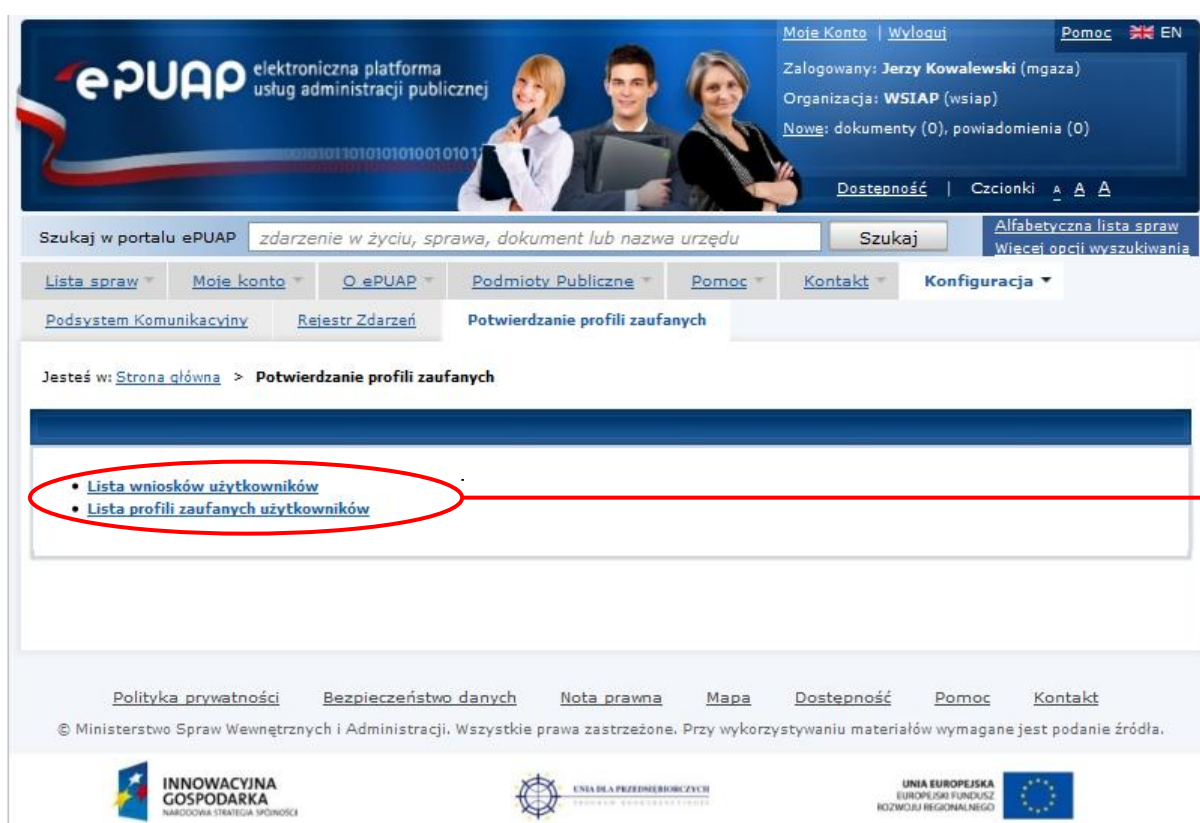 Moje Konto | Wyloguj Pomoc EN
ePUAP elektroniczna platforma
usług administracji publicznej
Zalogowany: Jerzy Kowalewski (mgaza)
Organizacja: WSIAP (wsiap)
Nowe: dokumenty (0), powiadomienia (0)
Dostępność | Czcionki A A A
Szukaj w portalu ePUAP zdarzenie w życiu, sprawa, dokument lub nazwa urzędu Szukaj
Alfabetyczna lista spraw
Więcej opcji wyszukiwania
Lista spraw Moje konto O ePUAP Podmioty Publiczne Pomoc Kontakt Konfiguracja
Podsystem Komunikacyjny Rejestr Zdarzeń Potwierdzanie profili zaufanych
Jesteś w: Strona główna > Potwierdzanie profili zaufanych
• Lista wniosków użytkowników
• Lista profili zaufanych użytkowników
Polityka prywatności Bezpieczeństwo danych Nota prawna Mapa Dostępność Pomoc Kontakt
© Ministerstwo Spraw Wewnętrznych i Administracji. Wszystkie prawa zastrzeżone. Przy wykorzystywaniu materiałów wymagane jest podanie źródła.
INNOWACYJNA
GOSPODARKA
NARODOWA STRATEGIA SPÓJNOŚCI
UNIA DLA PRZEDSIĘBIORCZYCH
UNIA EUROPEJSKA
EUROPEJSKI FUNDUSZ
ROZWOJU REGIONALNEGO